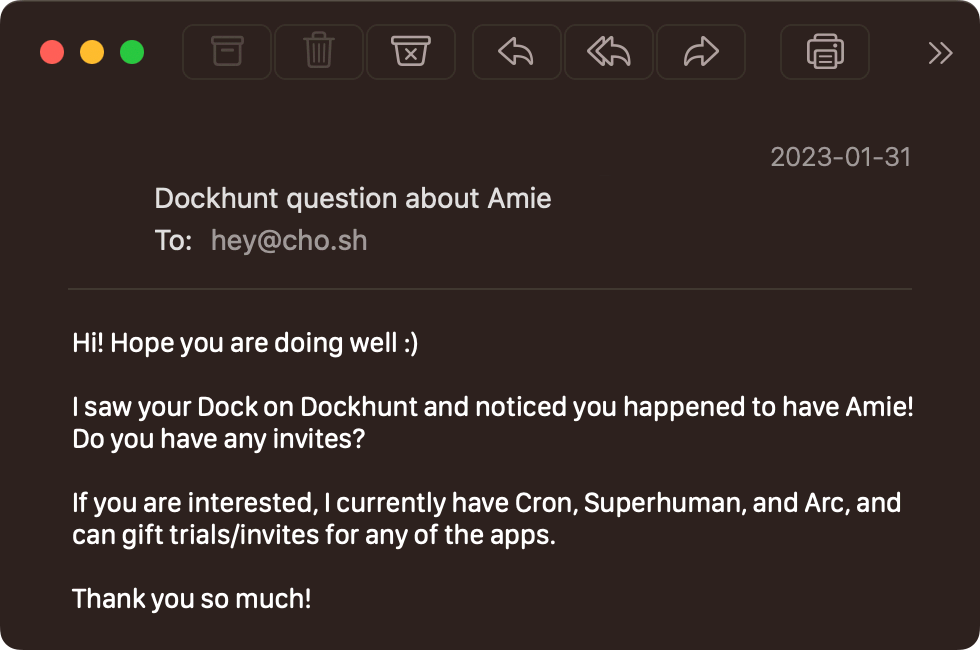 2023-01-31
Dockhunt question about Amie
To: hey@cho.sh
Hi! Hope you are doing well :)
I saw your Dock on Dockhunt and noticed you happened to have Amie!
Do you have any invites?
If you are interested, I currently have Cron, Superhuman, and Arc, and
can gift trials/invites for any of the apps.
Thank you so much!